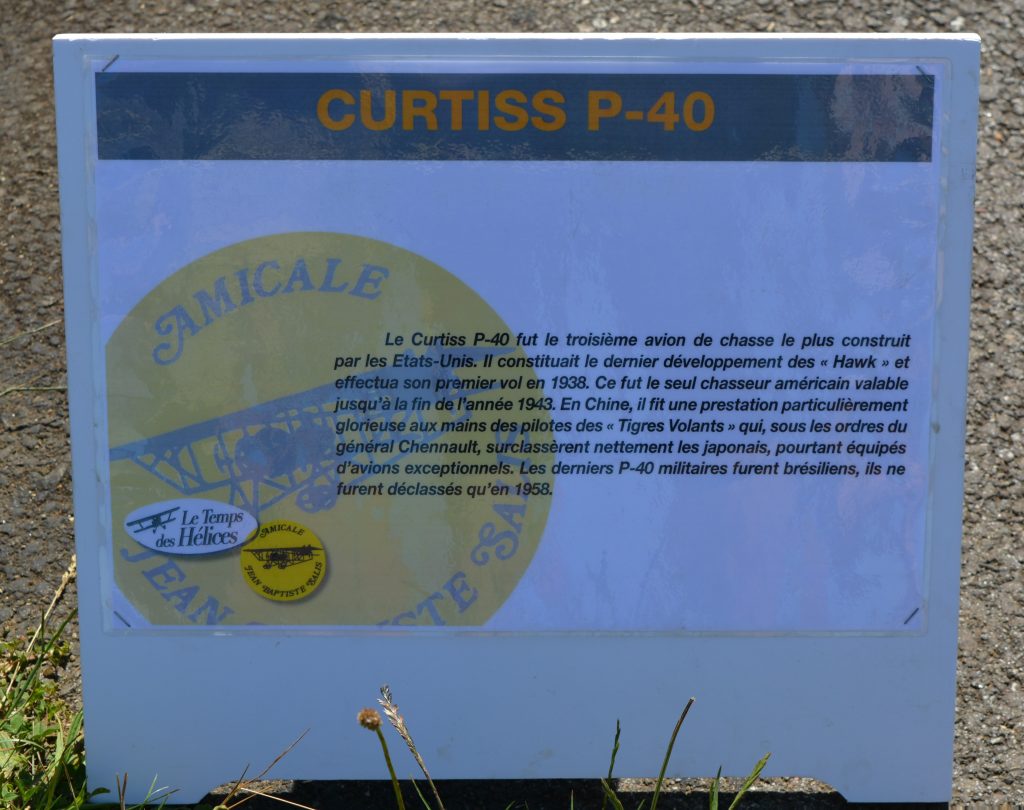 CURTISS P-40
AMICALE
Le Curtiss P-40 fut le troisième avion de chasse le plus construit
par les Etats-Unis. Il constituait le dernier développement des « Hawk » et
effectua son premier vol en 1938. Ce fut le seul chasseur américain valable
jusqu'à la fin de l'année 1943. En Chine, il fit une prestation particulièrement
glorieuse aux mains des pilotes des « Tigres Volants » qui, sous les ordres du
général Chennault, surclassèrent nettement les japonais, pourtant équipés
d'avions exceptionnels. Les derniers P-40 militaires furent brésiliens, ils ne
furent déclassés qu'en 1958.
Le Temps
des Hélices
AMICALE
JEAN BAPTISTE SALIS
JEAN
SALIS